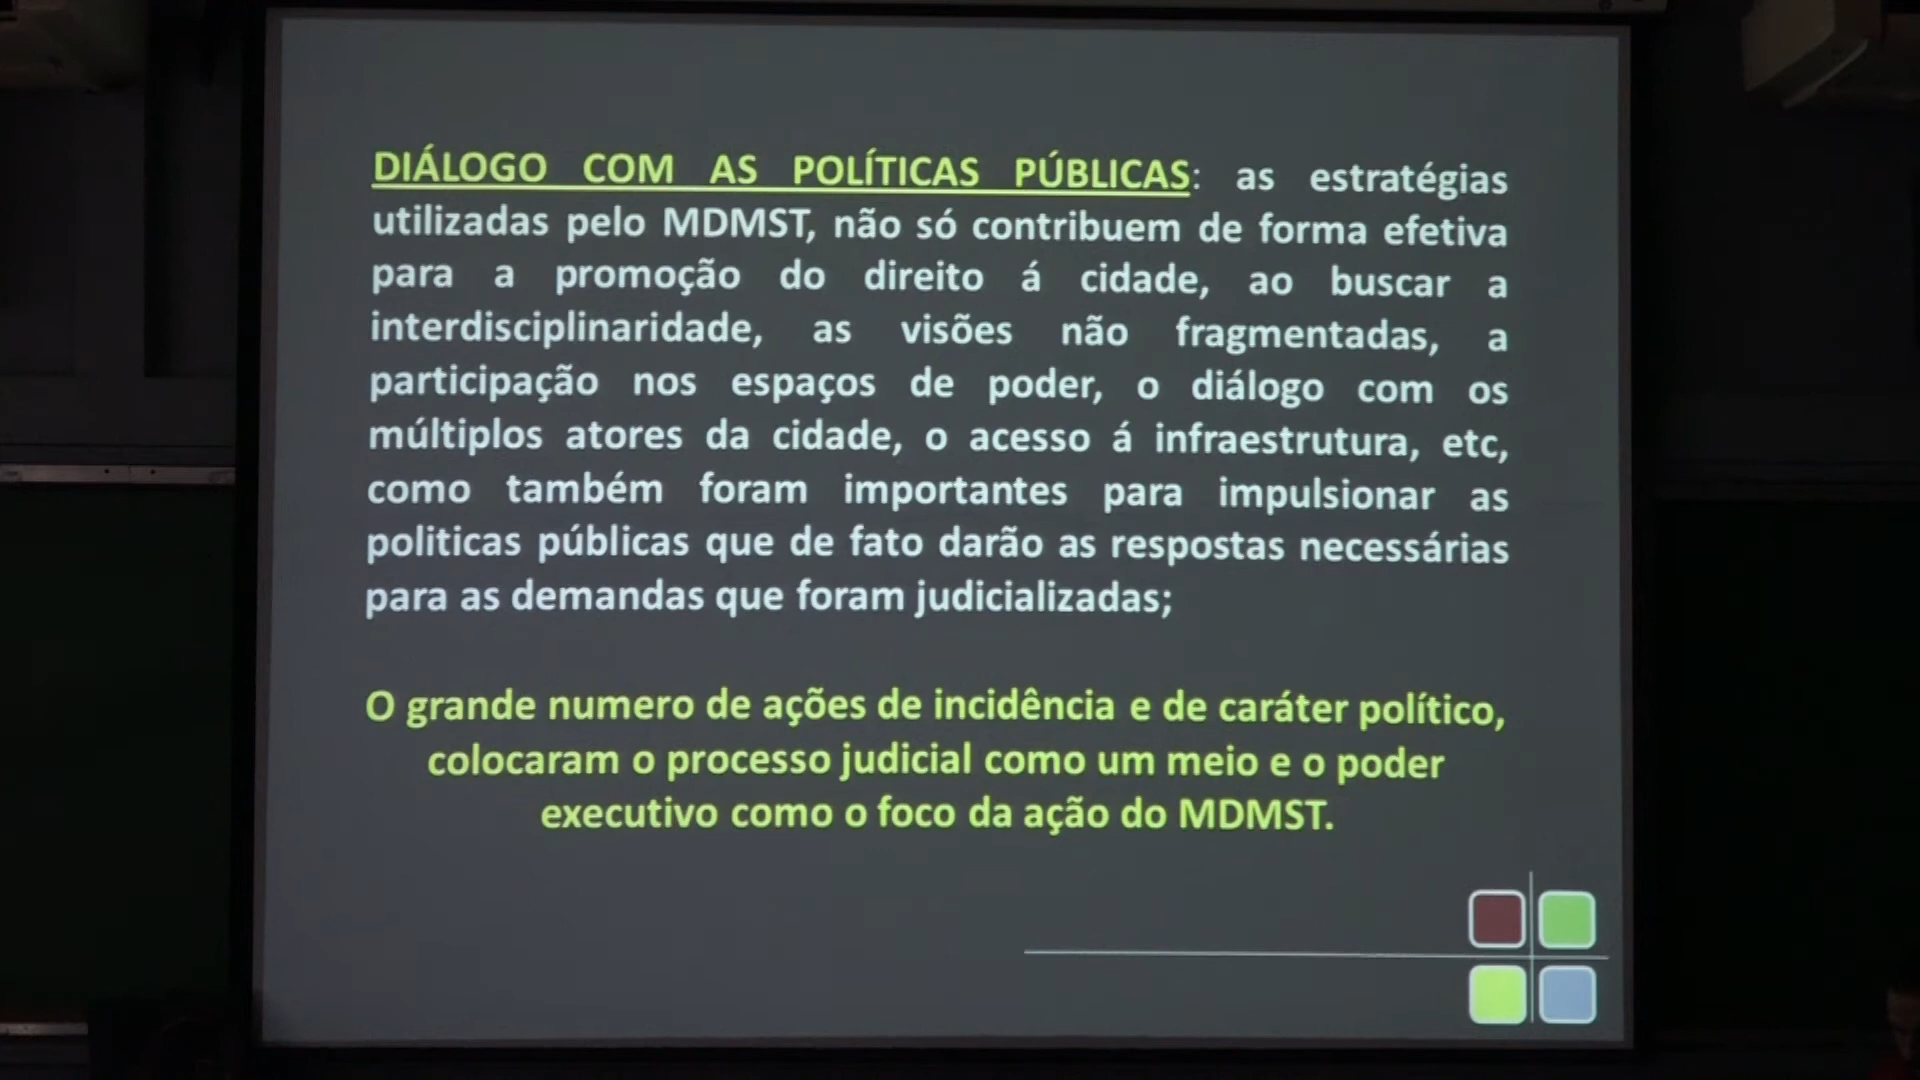 DIÁLOGO COM AS POLÍTICAS PÚBLICAS: as estratégias
utilizadas pelo MDMST, não só contribuem de forma efetiva
para a promoção do direito á cidade, ao buscar a
interdisciplinaridade, as visões não fragmentadas, a
participação nos espaços de poder, o diálogo com os
múltiplos atores da cidade, o acesso á infraestrutura, etc,
como também foram importantes para impulsionar as
politicas públicas que de fato darão as respostas necessárias
para as demandas que foram judicializadas;
O grande numero de ações de incidência e de caráter político,
colocaram o processo judicial como um meio e o poder
executivo como o foco da ação do MDMST.